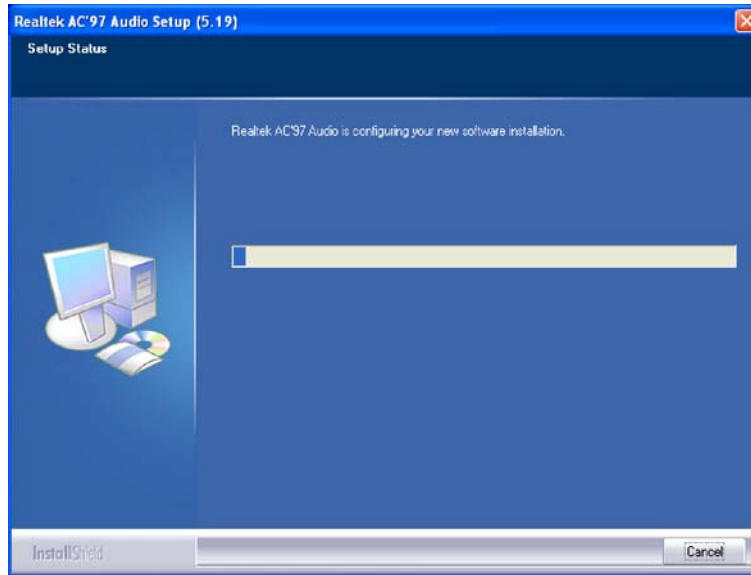 Realtek AC'97 Audio Setup (5.19)
Setup Status
Realtek AC'97 Audio is configuring your new software installation.
InstallShield
Cancel